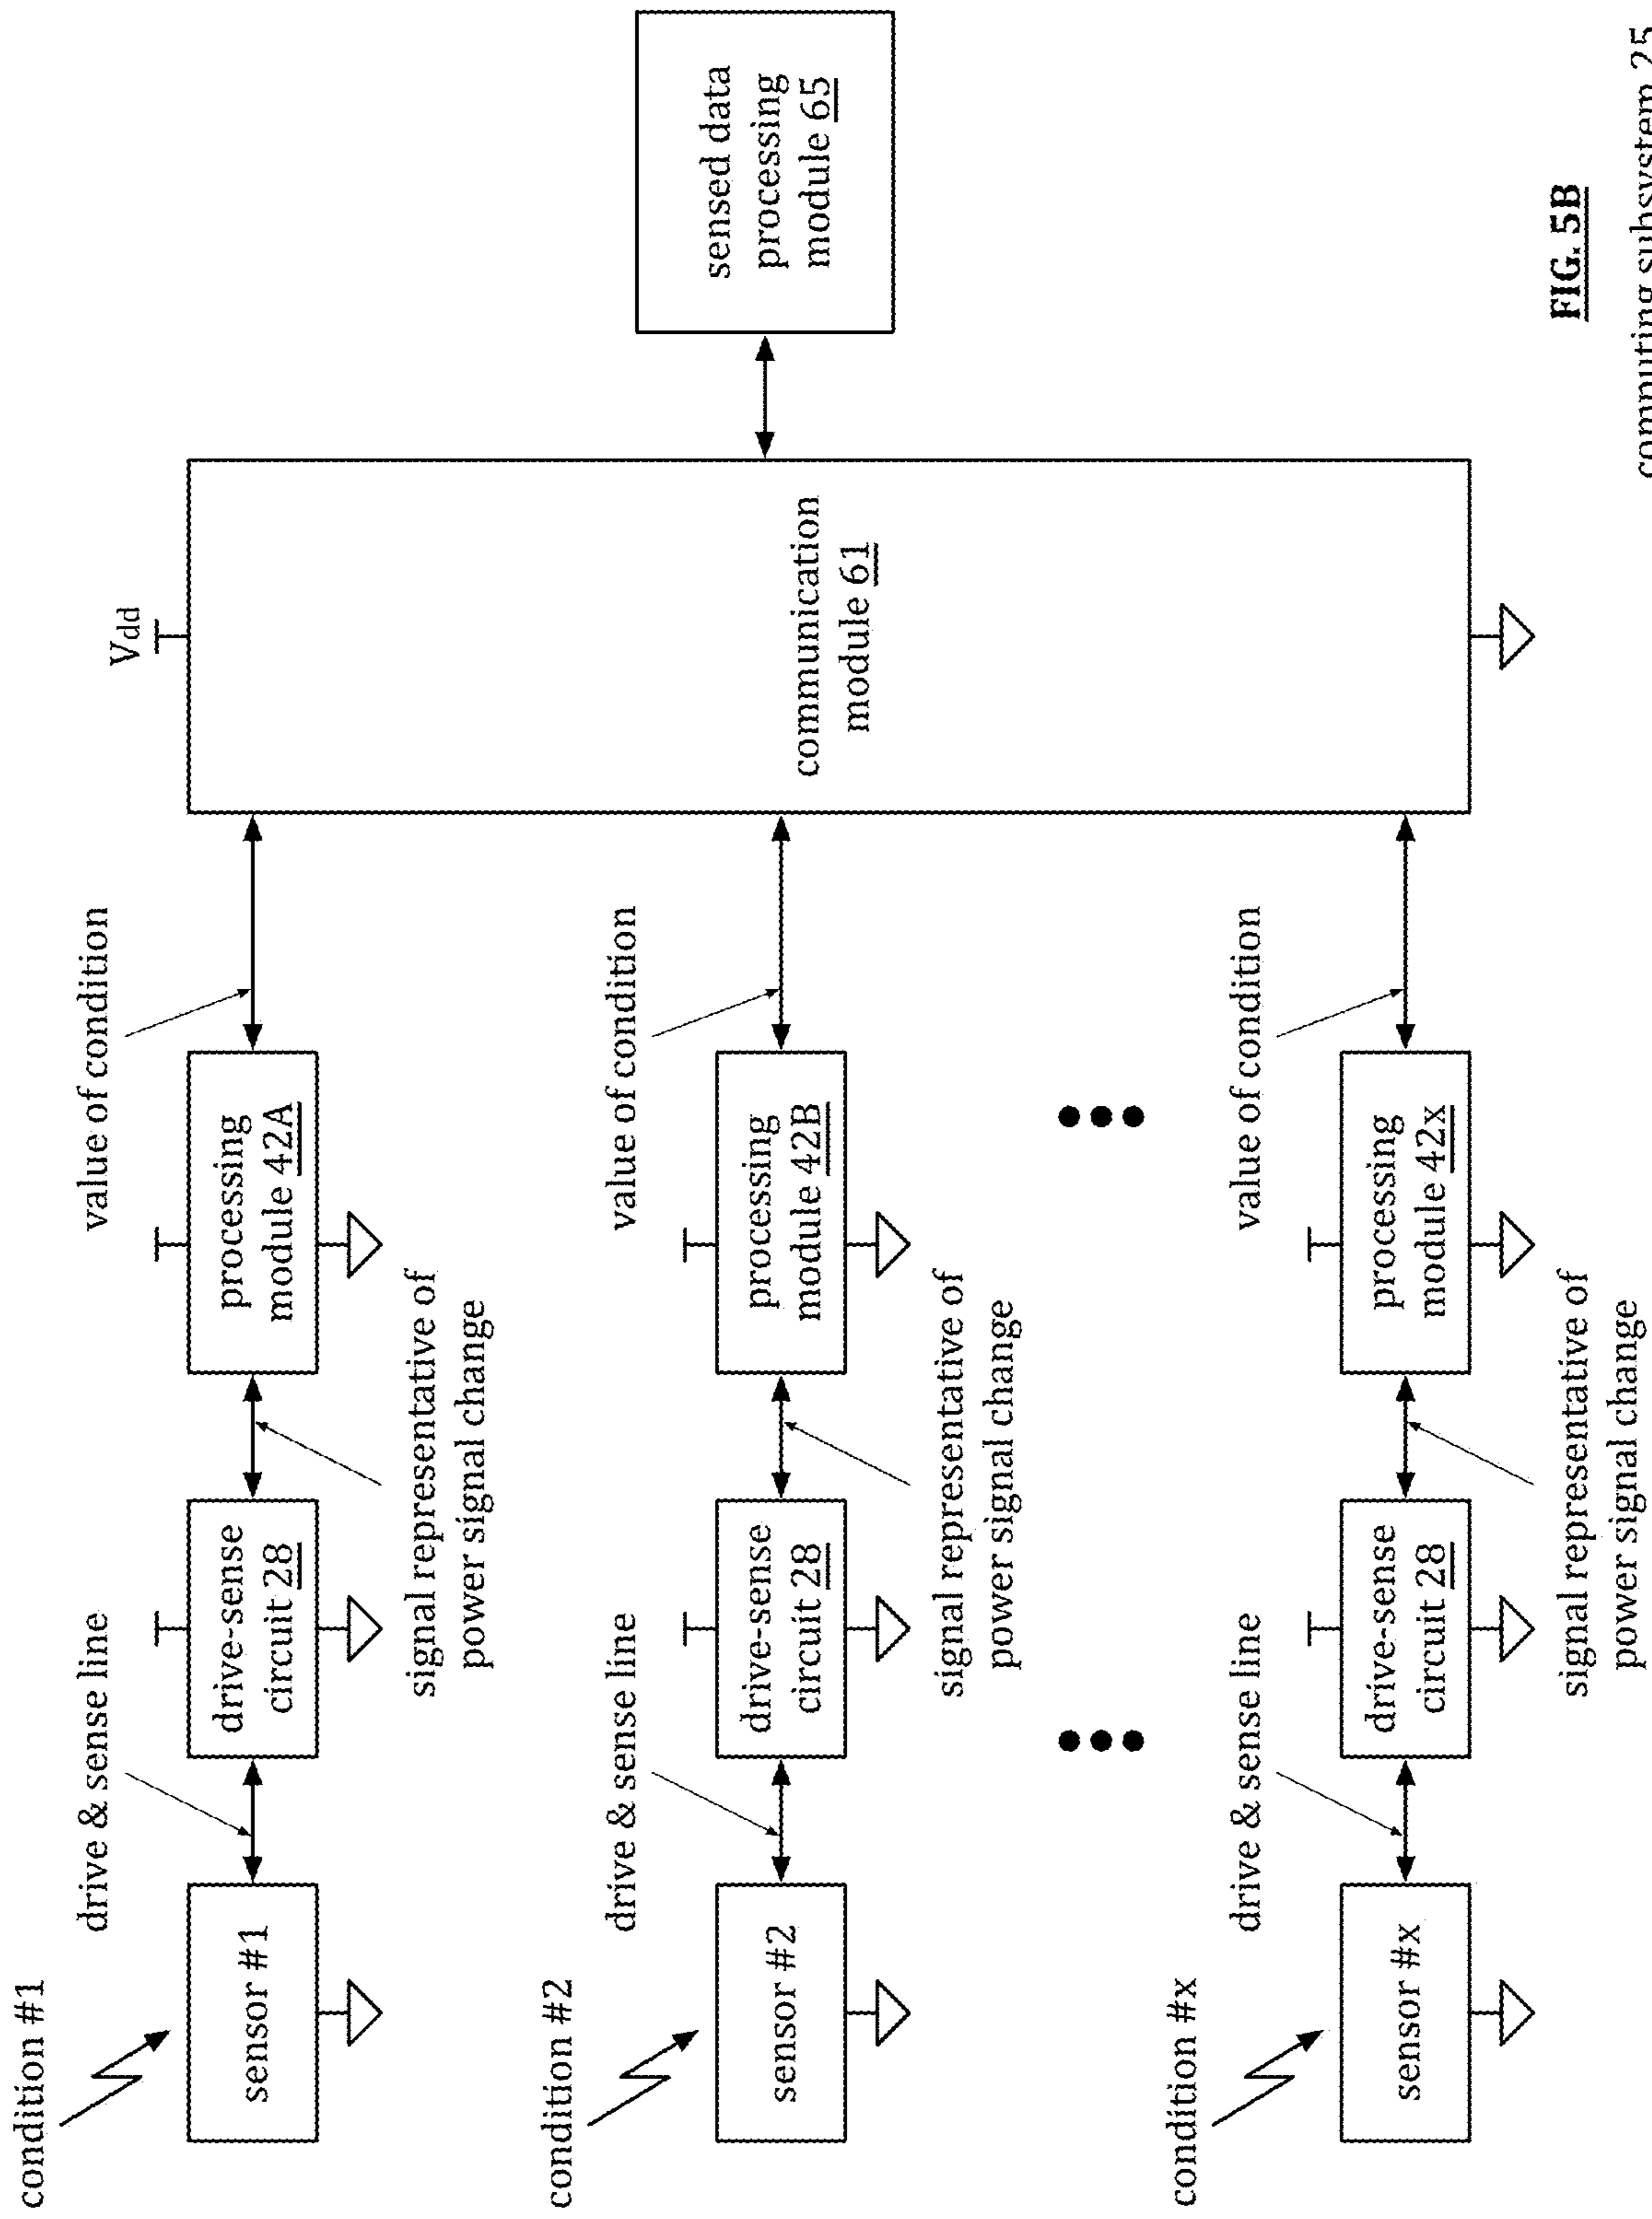 condition #1
drive & sense line
value of condition
Vdd
sensor #1
drive-sense
circuit 28
processing
module 42A
signal representative of
power signal change
condition #2
drive & sense line
value of condition
sensor #2
drive-sense
circuit 28
processing
module 42B
signal representative of
power signal change
communication
module 61
sensed data
processing
module 65
condition #x
drive & sense line
value of condition
sensor #x
drive-sense
circuit 28
processing
module 42x
signal representative of
power signal change
FIG. 5B
computing subsystem 25